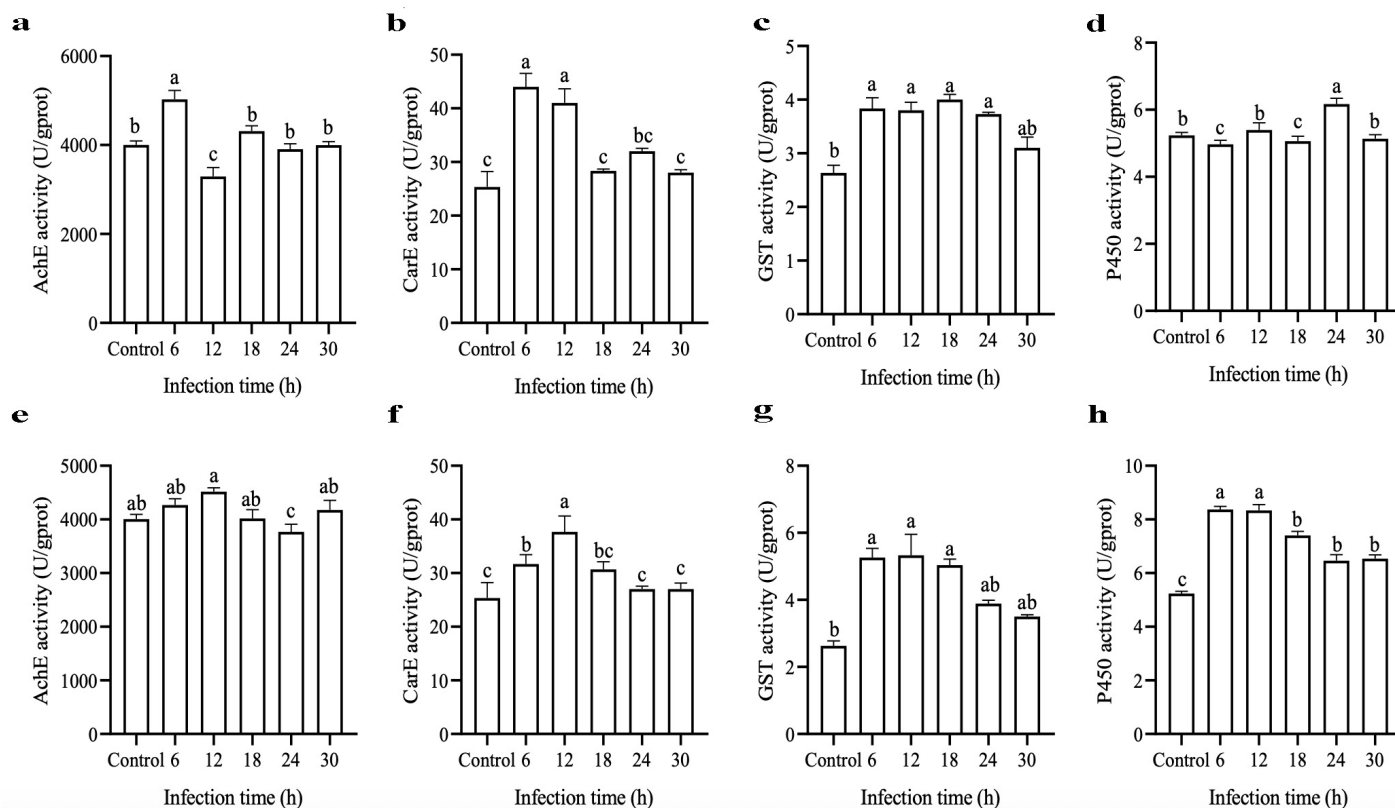 a
AchE activity (U/gprot)
6000
4000
2000
0
b
a
c
b
b
b
Control 6 12 18 24 30
Infection time (h)
b
CarE activity (U/gprot)
50
40
30
20
10
0
c
a
a
c
bc
c
Control 6 12 18 24 30
Infection time (h)
c
GST activity (U/gprot)
5
4
3
2
1
0
b
a
a
a
a
ab
Control 6 12 18 24 30
Infection time (h)
d
P450 activity (U/gprot)
8
6
4
2
0
b
c
b
c
a
b
Control 6 12 18 24 30
Infection time (h)
e
AchE activity (U/gprot)
5000
4000
3000
2000
1000
0
ab
ab
a
ab
c
ab
Control 6 12 18 24 30
Infection time (h)
f
CarE activity (U/gprot)
50
40
30
20
10
0
c
b
a
bc
c
c
Control 6 12 18 24 30
Infection time (h)
g
GST activity (U/gprot)
8
6
4
2
0
b
a
a
a
ab
ab
Control 6 12 18 24 30
Infection time (h)
h
P450 activity (U/gprot)
10
8
6
4
2
0
c
a
a
b
b
b
Control 6 12 18 24 30
Infection time (h)